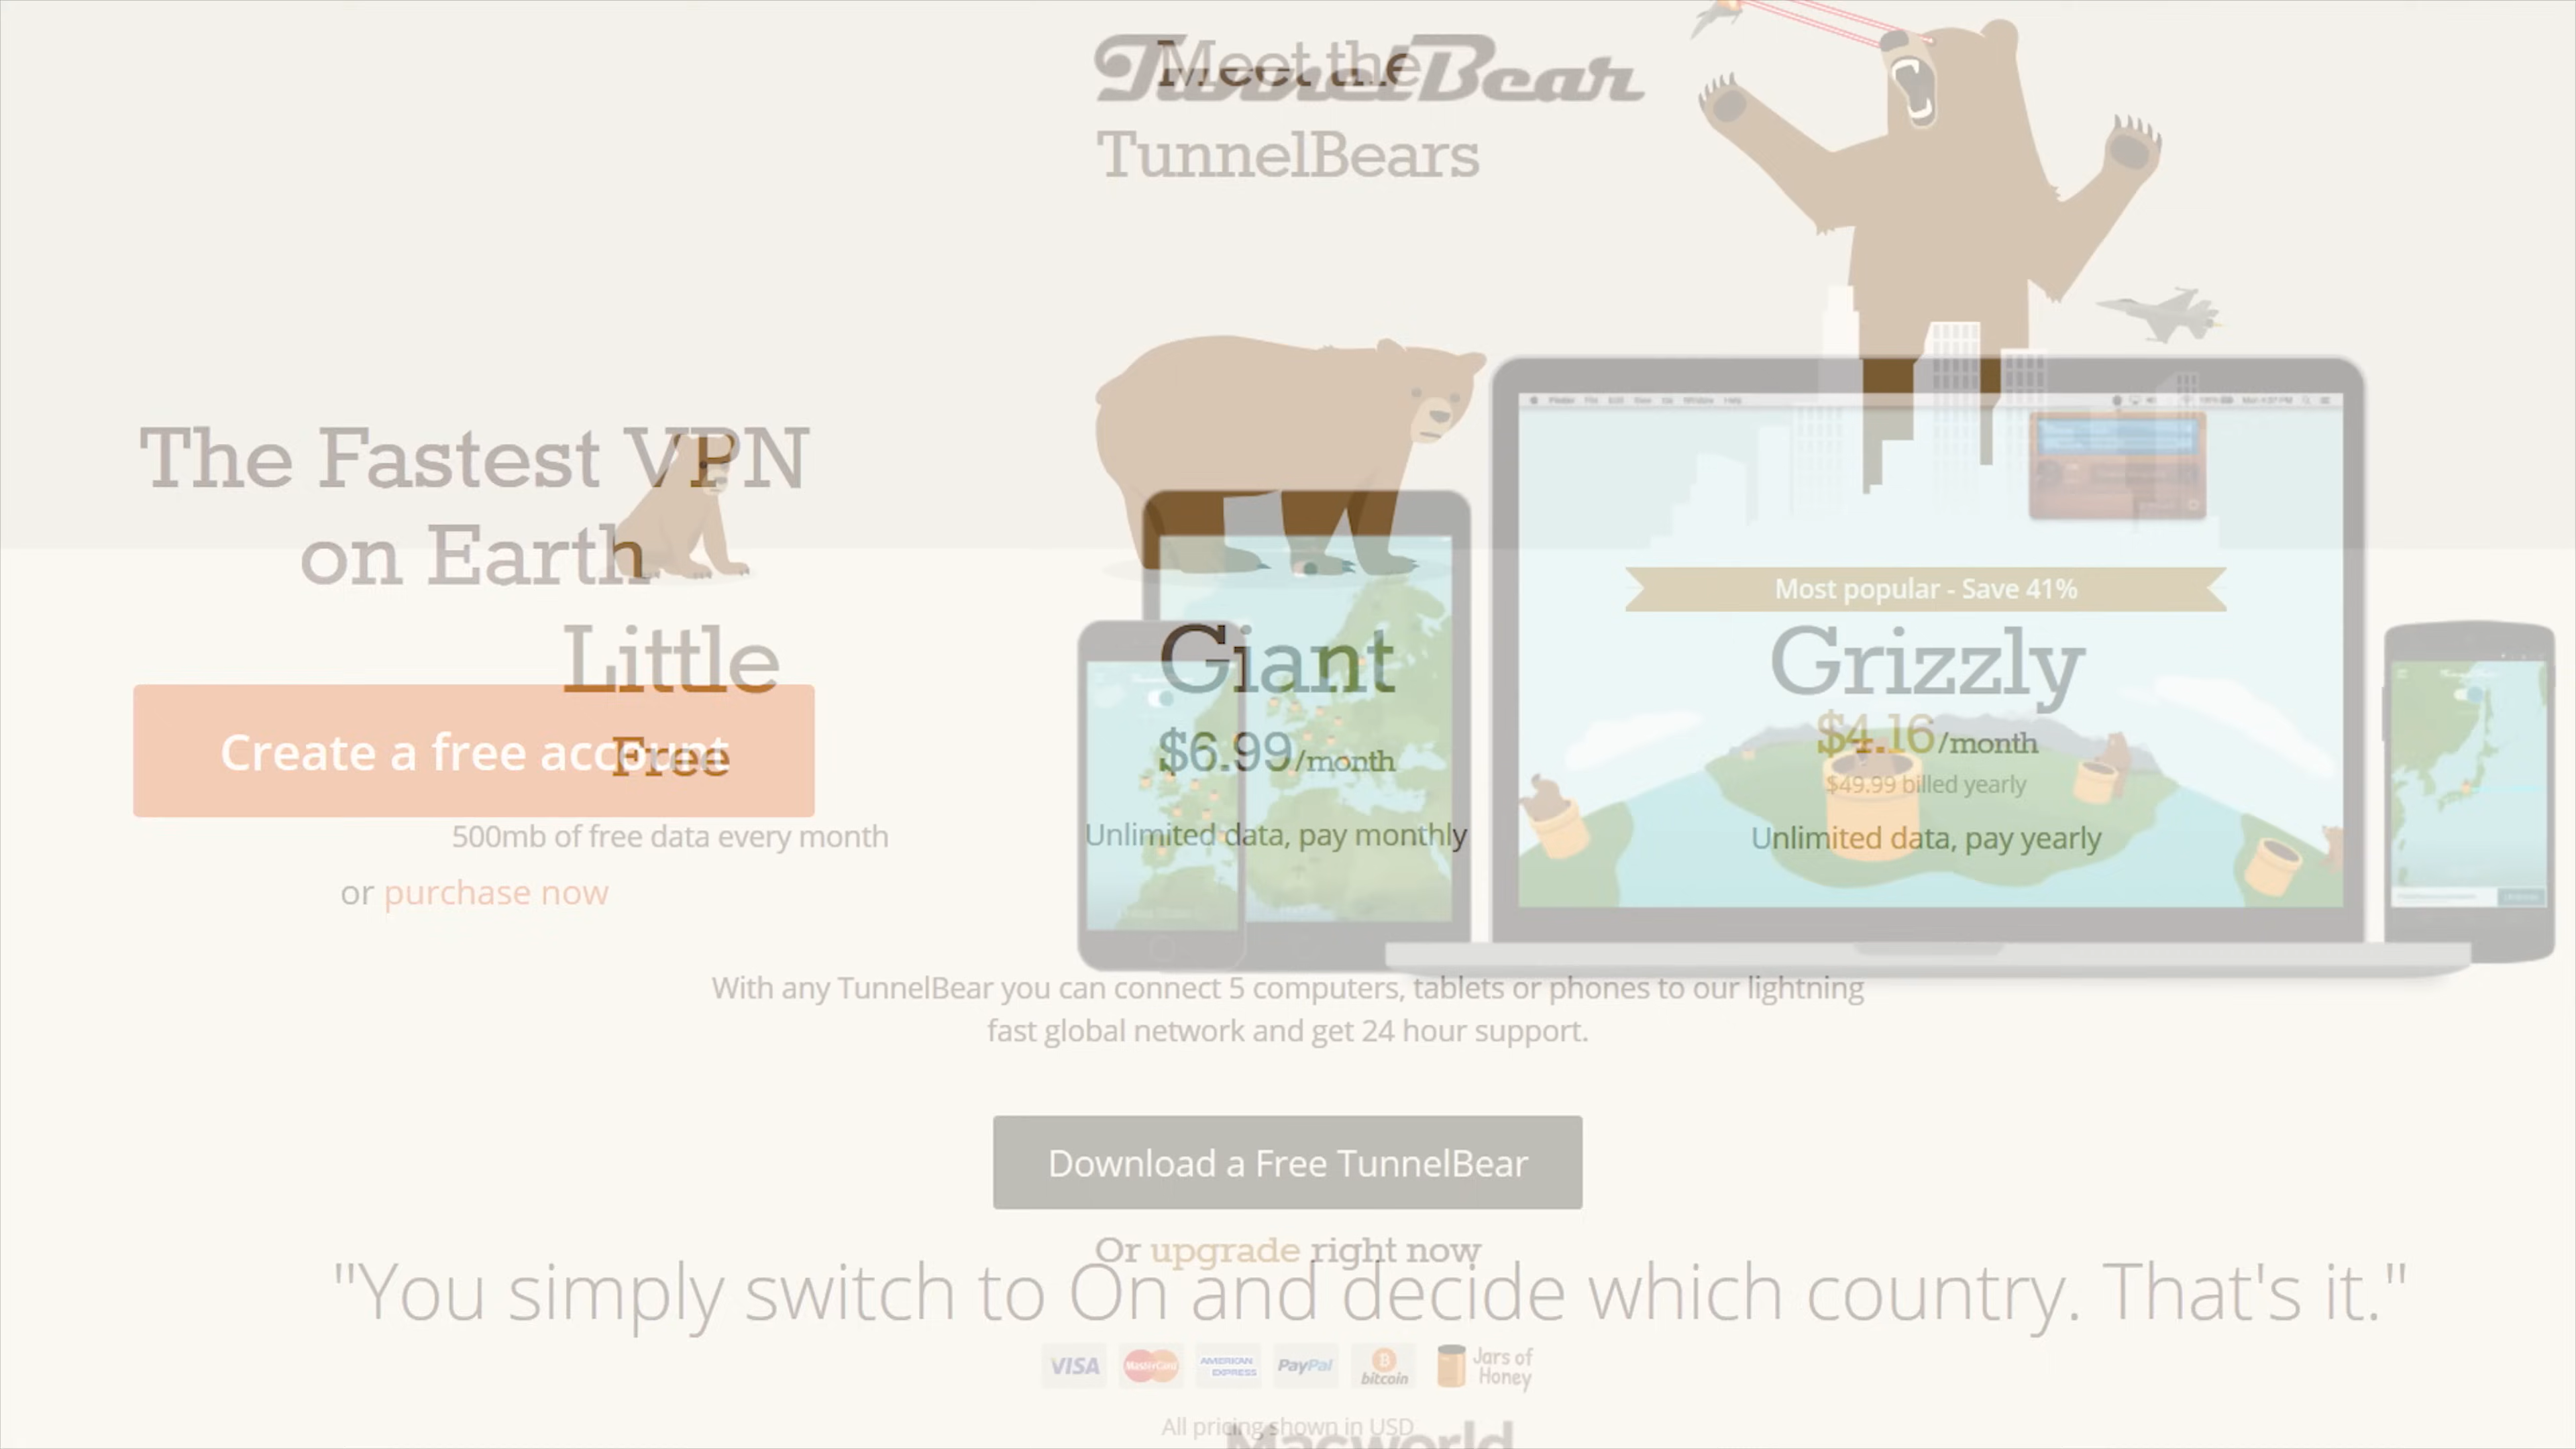 TunnelBear
Meet the
TunnelBears
The Fastest VPN
on Earth
Create a free account
or purchase now
Little
Free
500mb of free data every month
Giant
$6.99/month
Unlimited data, pay monthly
Most popular - Save 41%
Grizzly
$4.16/month
$49.99 billed yearly
Unlimited data, pay yearly
With any TunnelBear you can connect 5 computers, tablets or phones to our lightning
fast global network and get 24 hour support.
Download a Free TunnelBear
Or upgrade right now
"You simply switch to On and decide which country. That's it."
VISA
MasterCard
AMERICAN
EXPRESS
PayPal
bitcoin
Jars of
Honey
All pricing shown in USD
Macworld